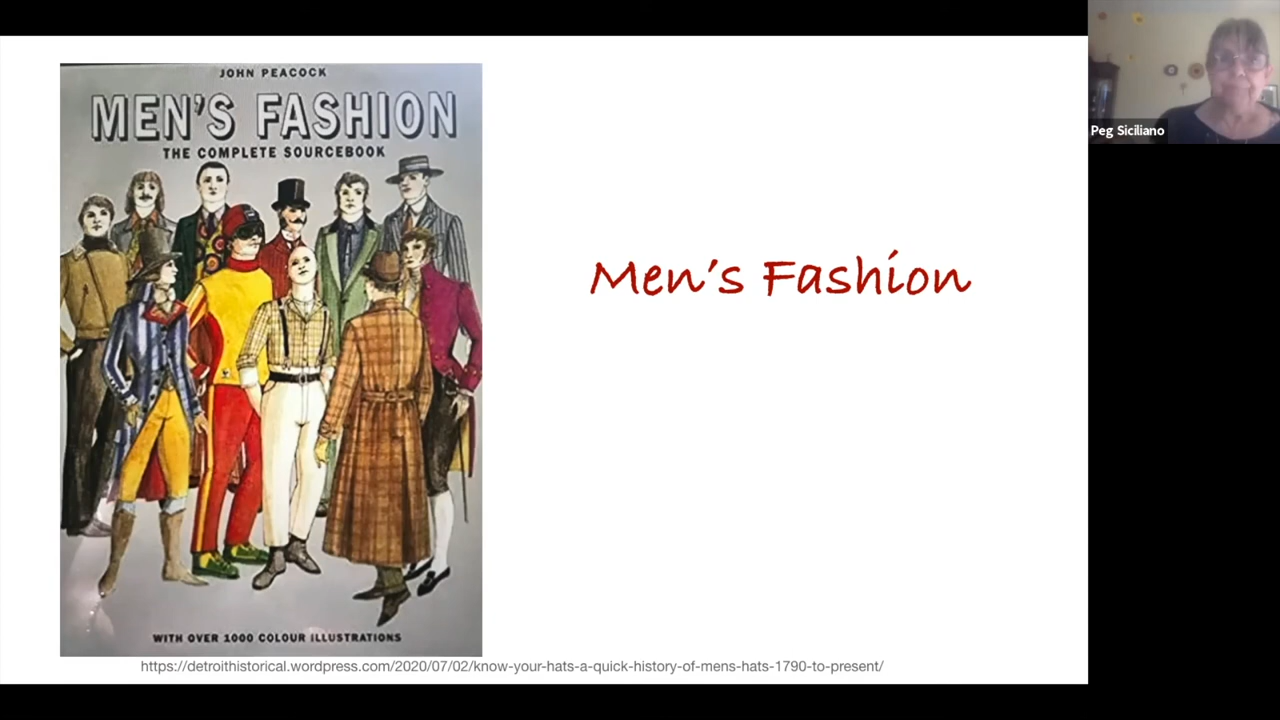 JOHN PEACOCK
MEN'S FASHION
THE COMPLETE SOURCEBOOK
WITH OVER 1000 COLOUR ILLUSTRATIONS
Men's Fashion
https://detroithistorical.wordpress.com/2020/07/02/know-your-hats-a-quick-history-of-mens-hats-1790-to-present/
Peg Siciliano